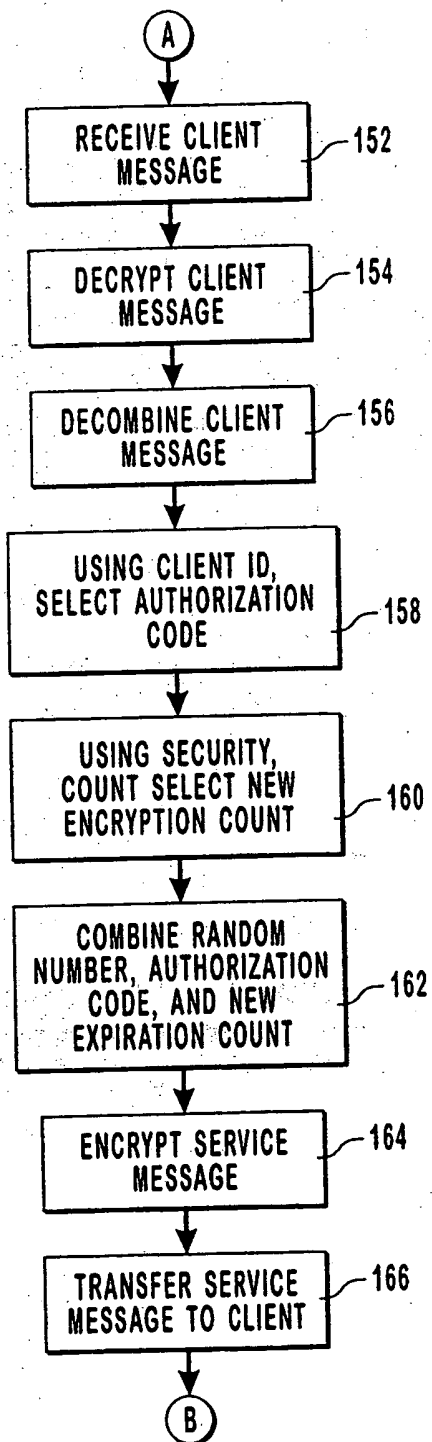 A
RECEIVE CLIENT
MESSAGE
152
DECRYPT CLIENT
MESSAGE
154
DECOMBINE CLIENT
MESSAGE
156
USING CLIENT ID,
SELECT AUTHORIZATION
CODE
158
USING SECURITY,
COUNT SELECT NEW
ENCRYPTION COUNT
160
COMBINE RANDOM
NUMBER, AUTHORIZATION
CODE, AND NEW
EXPIRATION COUNT
162
ENCRYPT SERVICE
MESSAGE
164
TRANSFER SERVICE
MESSAGE TO CLIENT
166
B